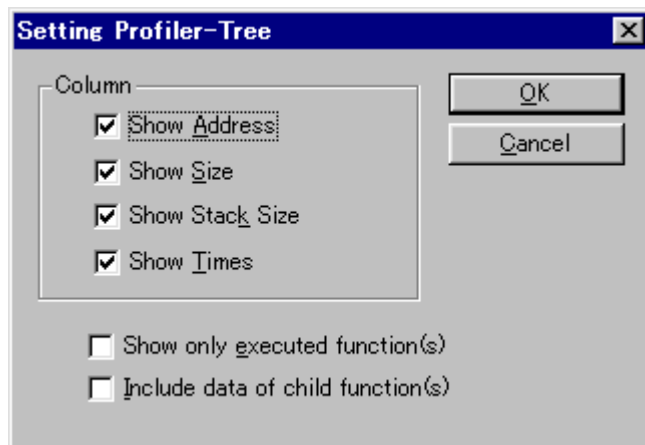 Setting Profiler-Tree
Column
Show Address
Show Size
Show Stack Size
Show Times
OK
Cancel
Show only executed function(s)
Include data of child function(s)